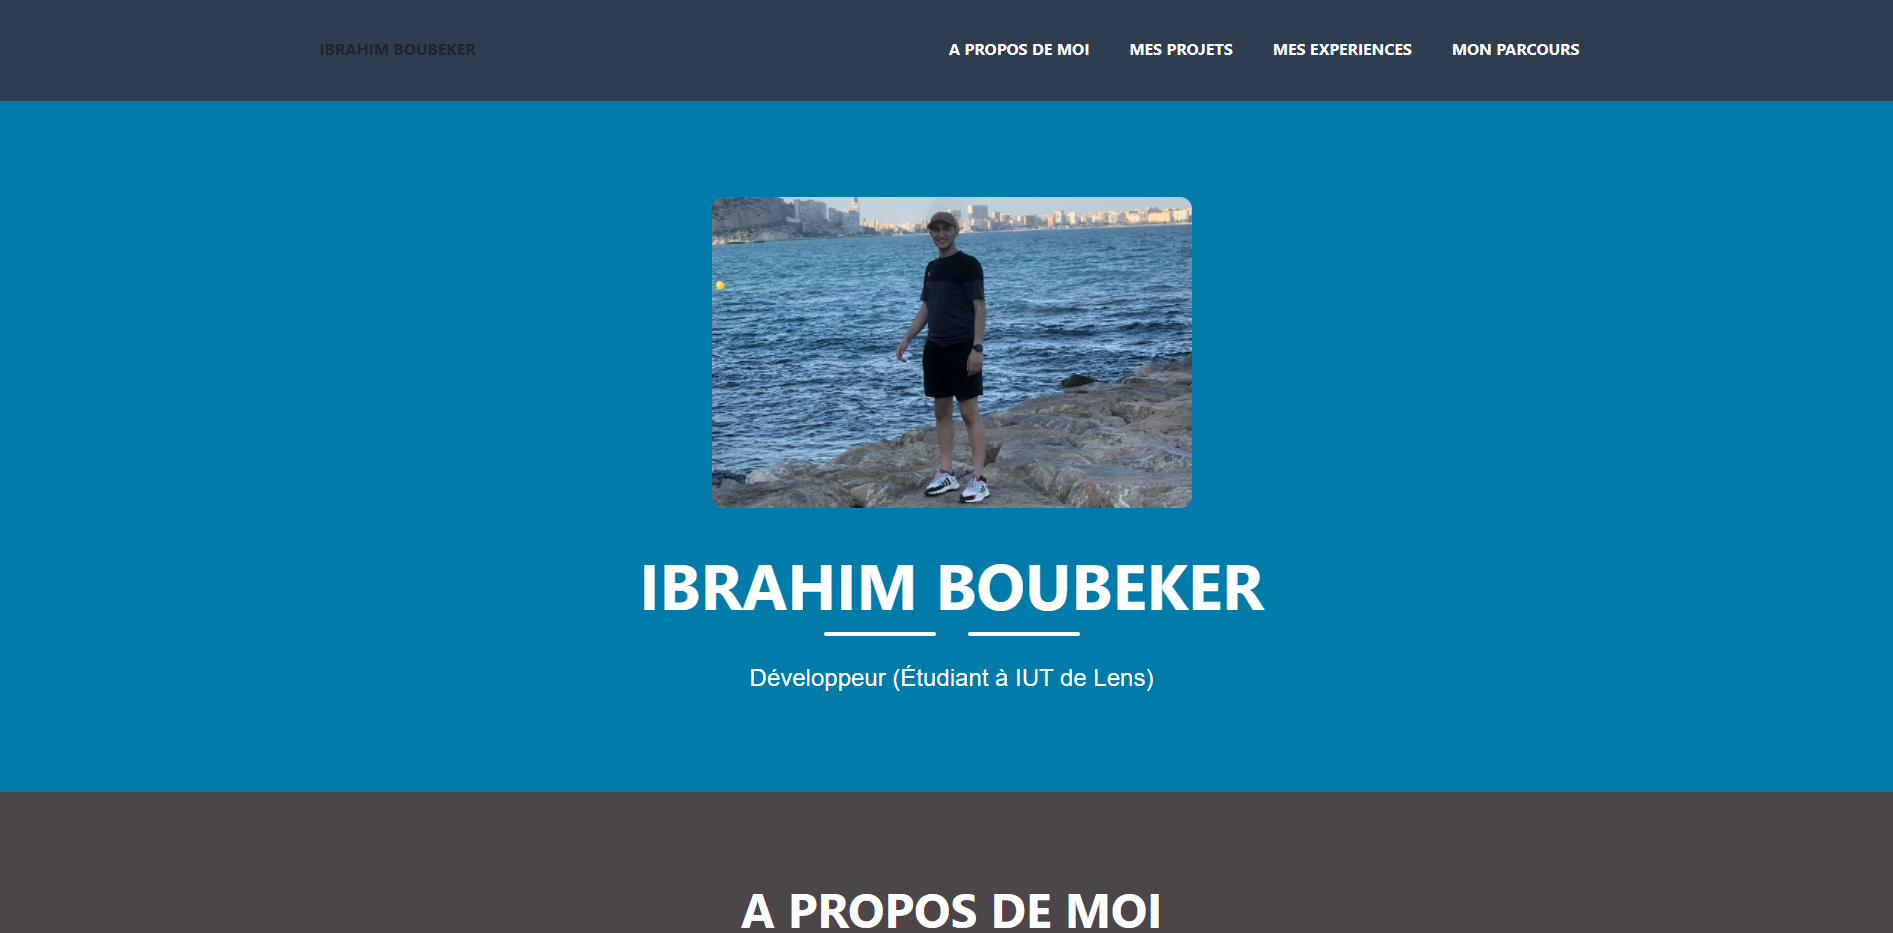 IBRAHIM BOUBEKER
A PROPOS DE MOI MES PROJETS MES EXPERIENCES MON PARCOURS
IBRAHIM BOUBEKER
Développeur (Étudiant à IUT de Lens)
A PROPOS DE MOI